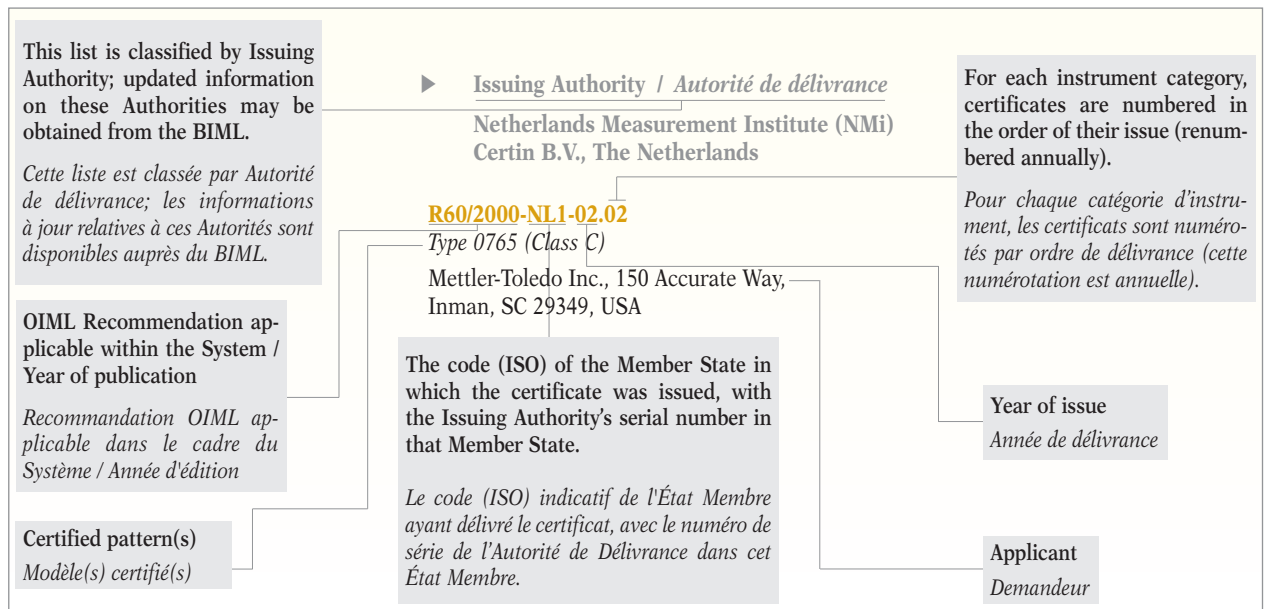 This list is classified by Issuing
Authority; updated information
on these Authorities may be
obtained from the BIML.
Cette liste est classée par Autorité
de délivrance; les informations
à jour relatives à ces Autorités sont
disponibles auprès du BIML.
▶ Issuing Authority / Autorité de délivrance
Netherlands Measurement Institute (NMi)
Certin B.V., The Netherlands
For each instrument category,
certificates are numbered in
the order of their issue (renum-
bered annually).
Pour chaque catégorie d'instru-
ment, les certificats sont numéro-
tés par ordre de délivrance (cette
numérotation est annuelle).
R60/2000-NL1-02.02
Type 0765 (Class C)
Mettler-Toledo Inc., 150 Accurate Way,
Inman, SC 29349, USA
OIML Recommendation ap-
plicable within the System /
Year of publication
Recommandation OIML ap-
plicable dans le cadre du
Système / Année d'édition
The code (ISO) of the Member State in
which the certificate was issued, with
the Issuing Authority's serial number in
that Member State.
Le code (ISO) indicatif de l'État Membre
ayant délivré le certificat, avec le numéro de
série de l'Autorité de Délivrance dans cet
État Membre.
Year of issue
Année de délivrance
Certified pattern(s)
Modèle(s) certifié(s)
Applicant
Demandeur